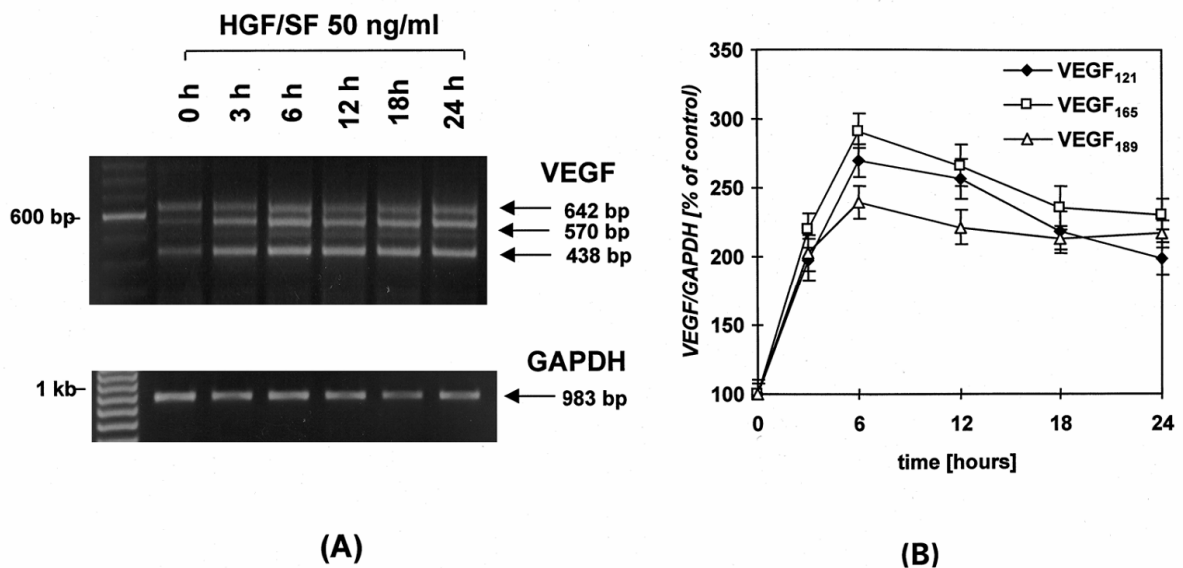 HGF/SF 50 ng/ml
0 h
3 h
6 h
12 h
18h
24 h
VEGF
600 bp
642 bp
570 bp
438 bp
GAPDH
1 kb
983 bp
(A)
350
300
250
200
150
100
VEGF/GAPDH [% of control)
VEGF₁₂₁
VEGF₁₆₅
VEGF₁₈₉
0 6 12 18 24
time [hours]
(B)